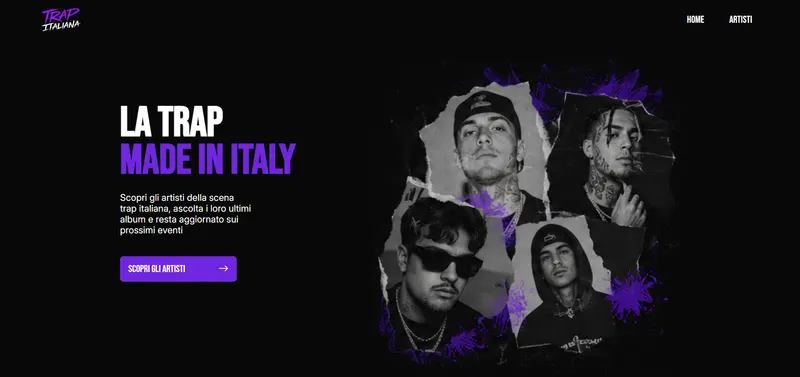 TRAP
ITALIANA
HOME
ARTISTI
LA TRAP
MADE IN ITALY
Scopri gli artisti della scena
trap italiana, ascolta i loro ultimi
album e resta aggiornato sui
prossimi eventi
SCOPRI GLI ARTISTI